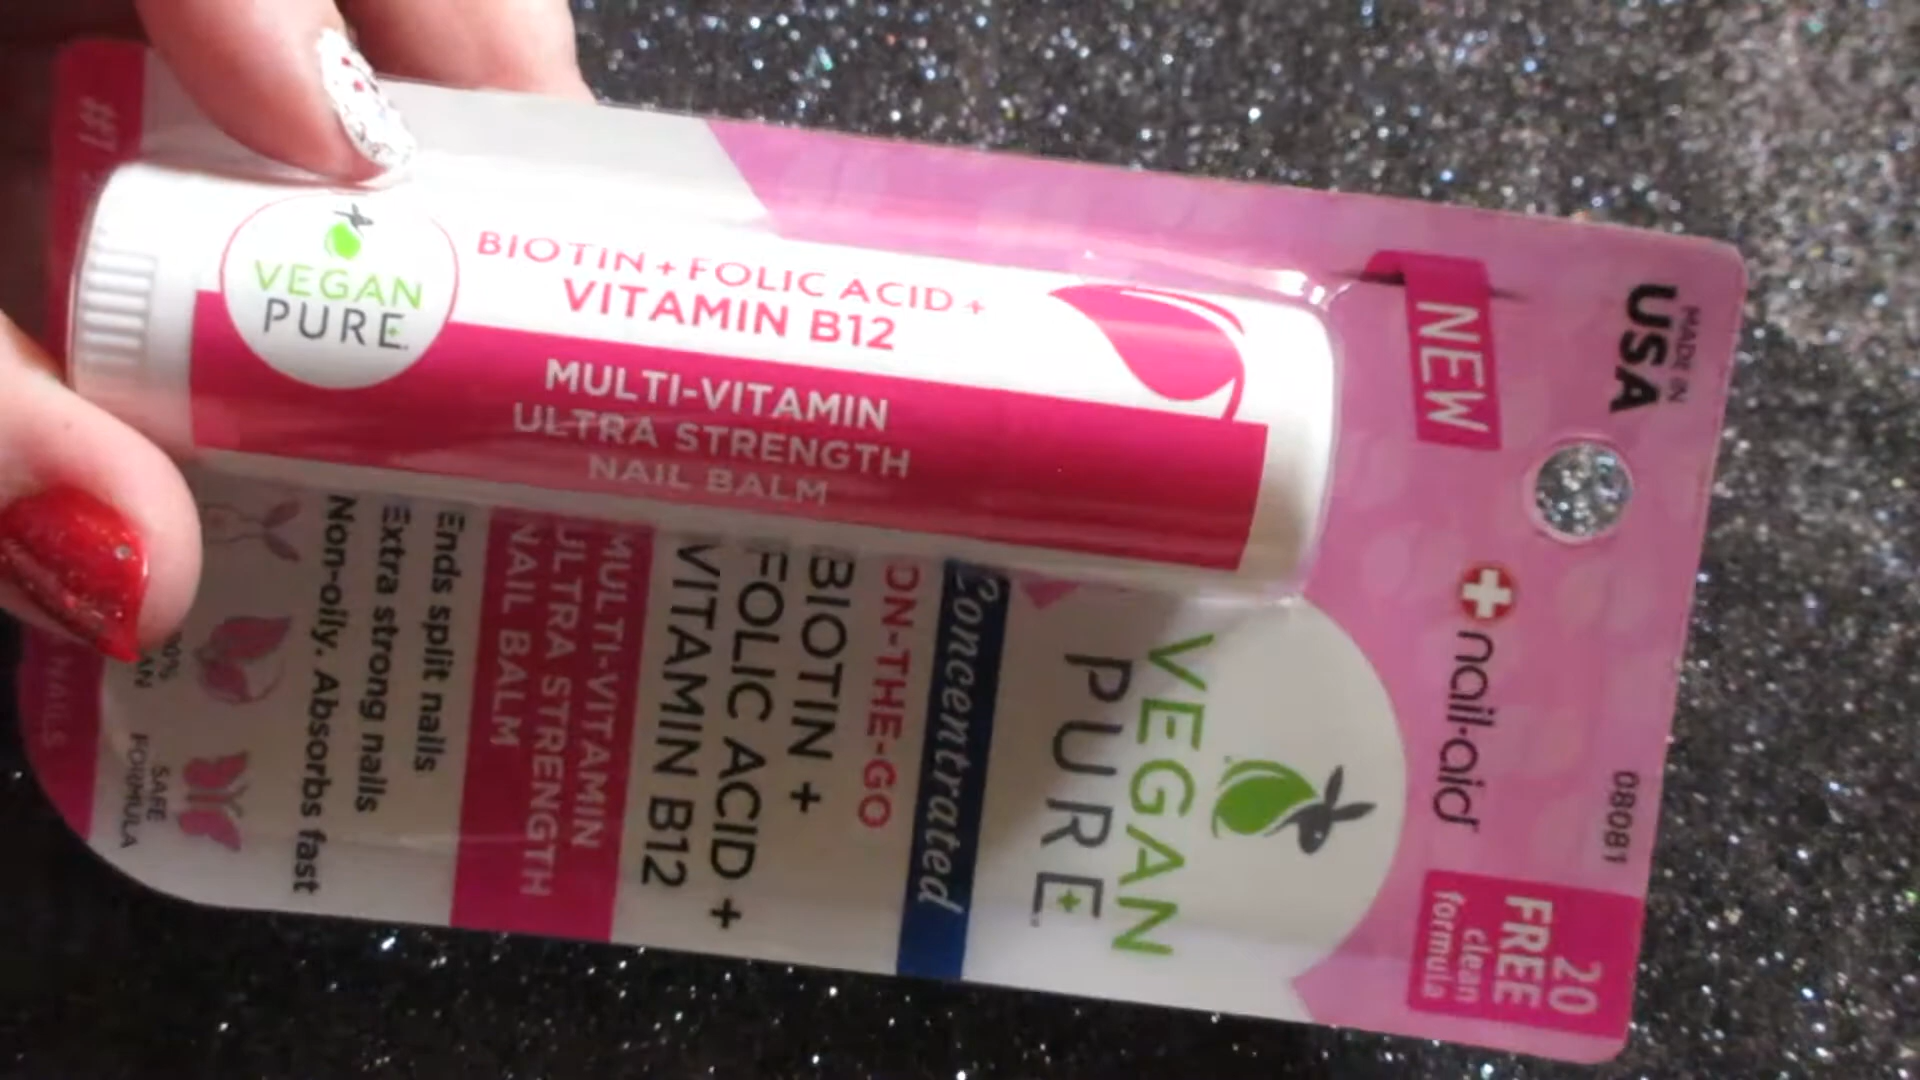 VEGAN
PURE
BIOTIN + FOLIC ACID +
VITAMIN B12
MULTI-VITAMIN
ULTRA STRENGTH
NAIL BALM
MADE IN
USA
08081
NEW
nail-aid
20
FREE
clean
formula
VEGAN
PURE
Concentrated
ON-THE-GO
BIOTIN +
FOLIC ACID +
VITAMIN B12
MULTI-VITAMIN
ULTRA STRENGTH
NAIL BALM
Ends split nails
Extra strong nails
Non-oily. Absorbs fast
SAFE
FORMULA
#1
NAILS